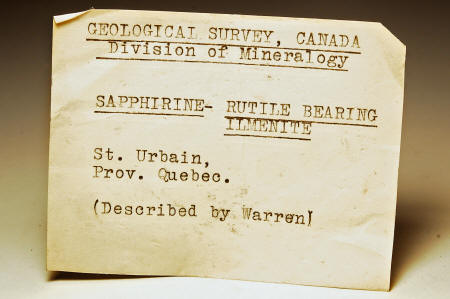 GEOLOGICAL SURVEY, CANADA
Division of Mineralogy
SAPPHIRINE- RUTILE BEARING
ILMENITE
St. Urbain,
Prov. Quebec.
(Described by Warren)